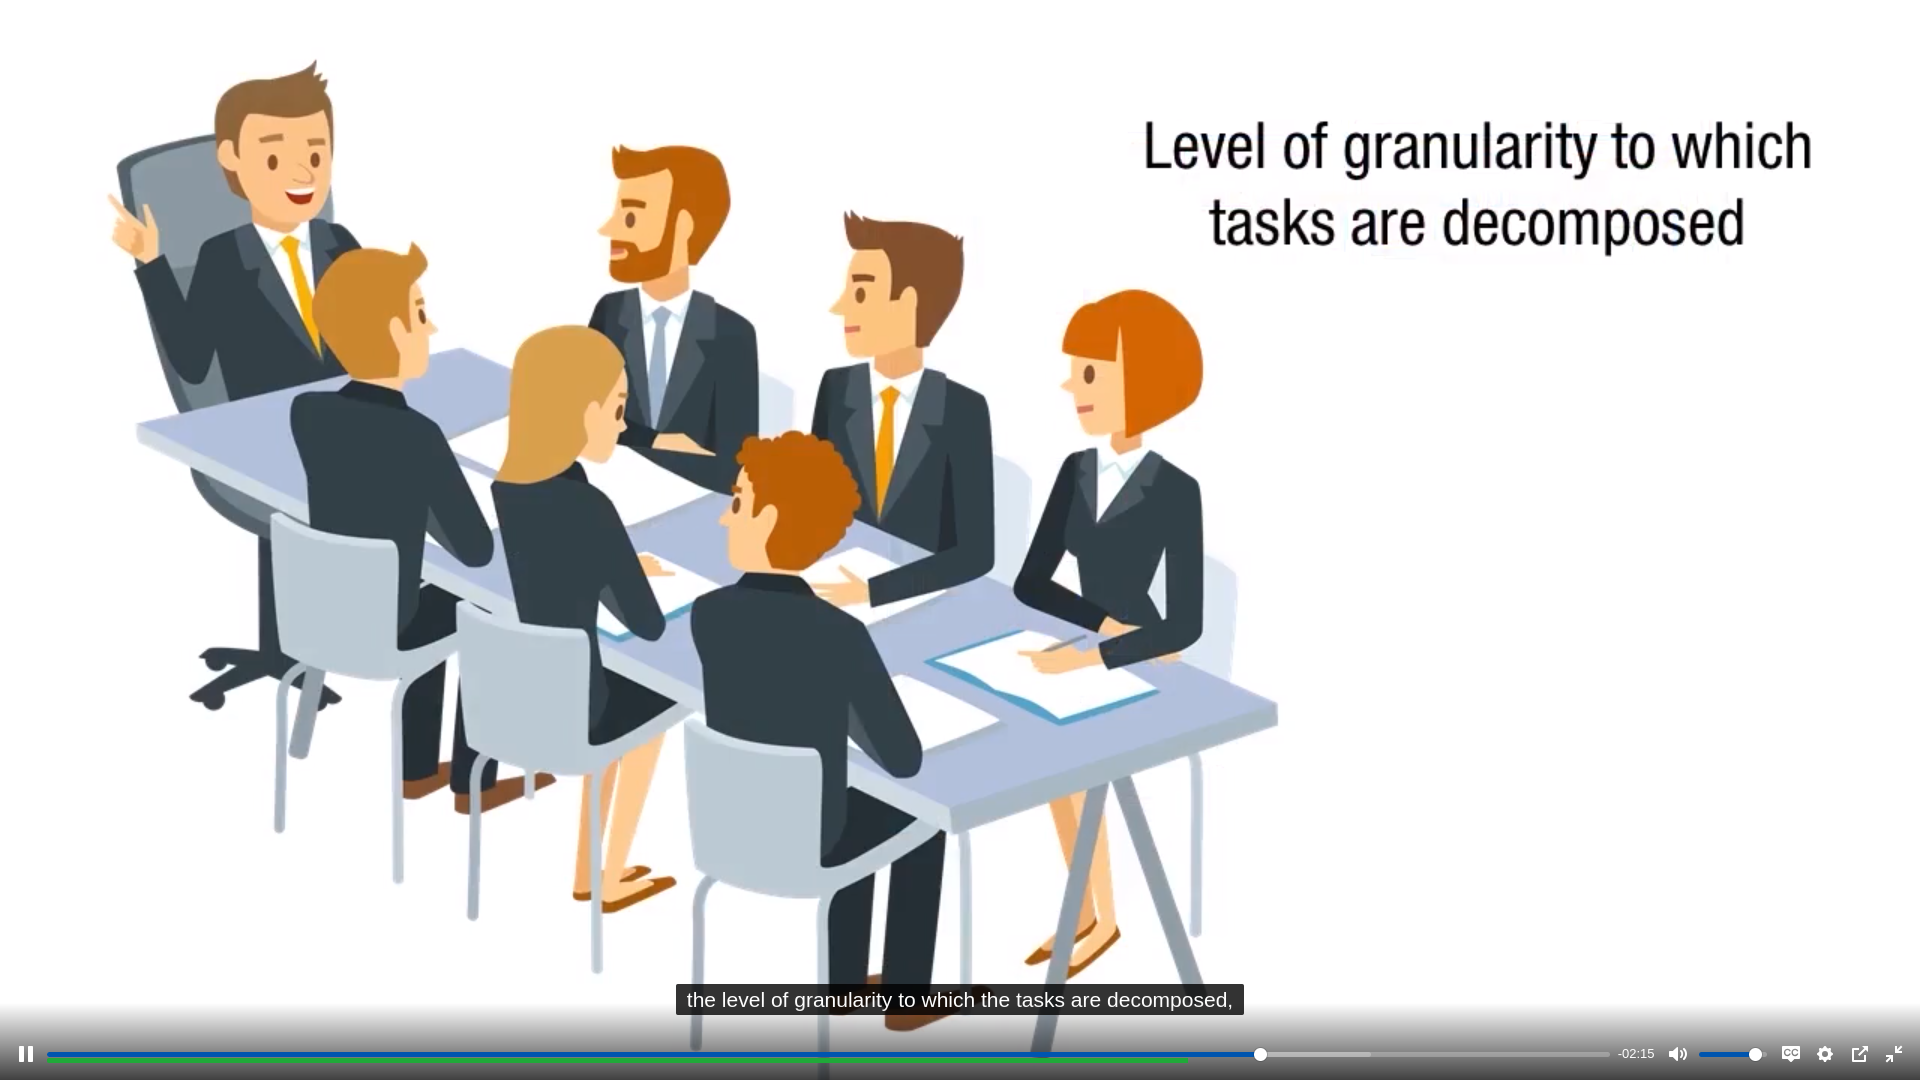 Level of granularity to which
tasks are decomposed
the level of granularity to which the tasks are decomposed,
-02:15
CC